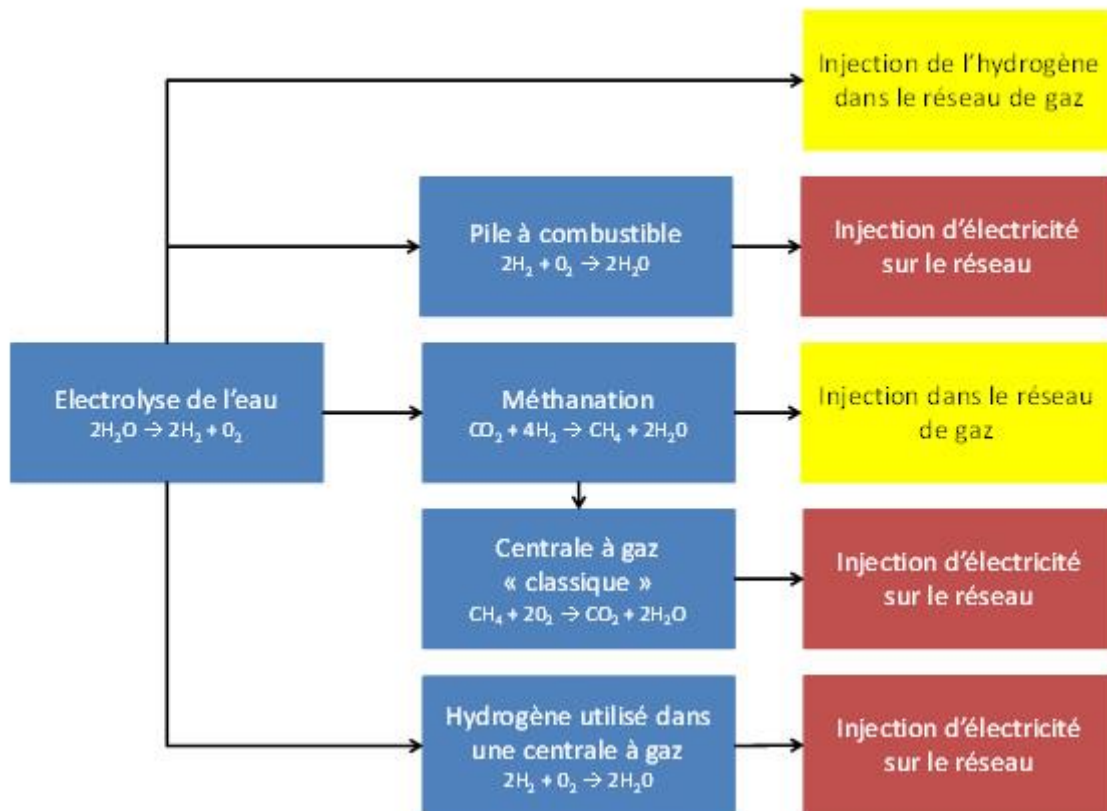 Injection de l’hydrogène
dans le réseau de gaz
Pile à combustible
2H₂ + O₂ → 2H₂O
Injection d’électricité
sur le réseau
Electrolyse de l’eau
2H₂O → 2H₂ + O₂
Méthanation
CO₂ + 4H₂ → CH₄ + 2H₂O
Injection dans le réseau
de gaz
Centrale à gaz
« classique »
CH₄ + 2O₂ → CO₂ + 2H₂O
Injection d’électricité
sur le réseau
Hydrogène utilisé dans
une centrale à gaz
2H₂ + O₂ → 2H₂O
Injection d’électricité
sur le réseau